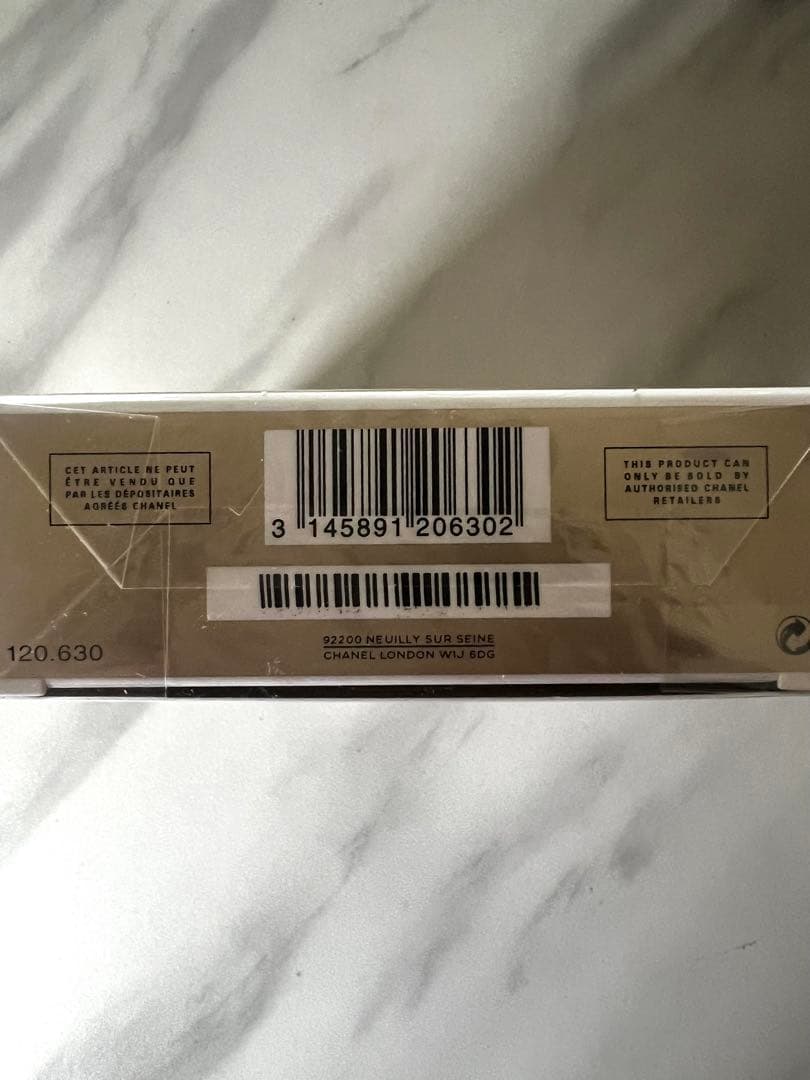 CET ARTICLE NE PEUT
ÊTRE VENDU QUE
PAR LES DÉPOSITAIRES
AGRÉÉS CHANEL
3 145891 206302
THIS PRODUCT CAN
ONLY BE SOLD BY
AUTHORISED CHANEL
RETAILERS
120.630
92200 NEUILLY SUR SEINE
CHANEL LONDON W1J 6DG